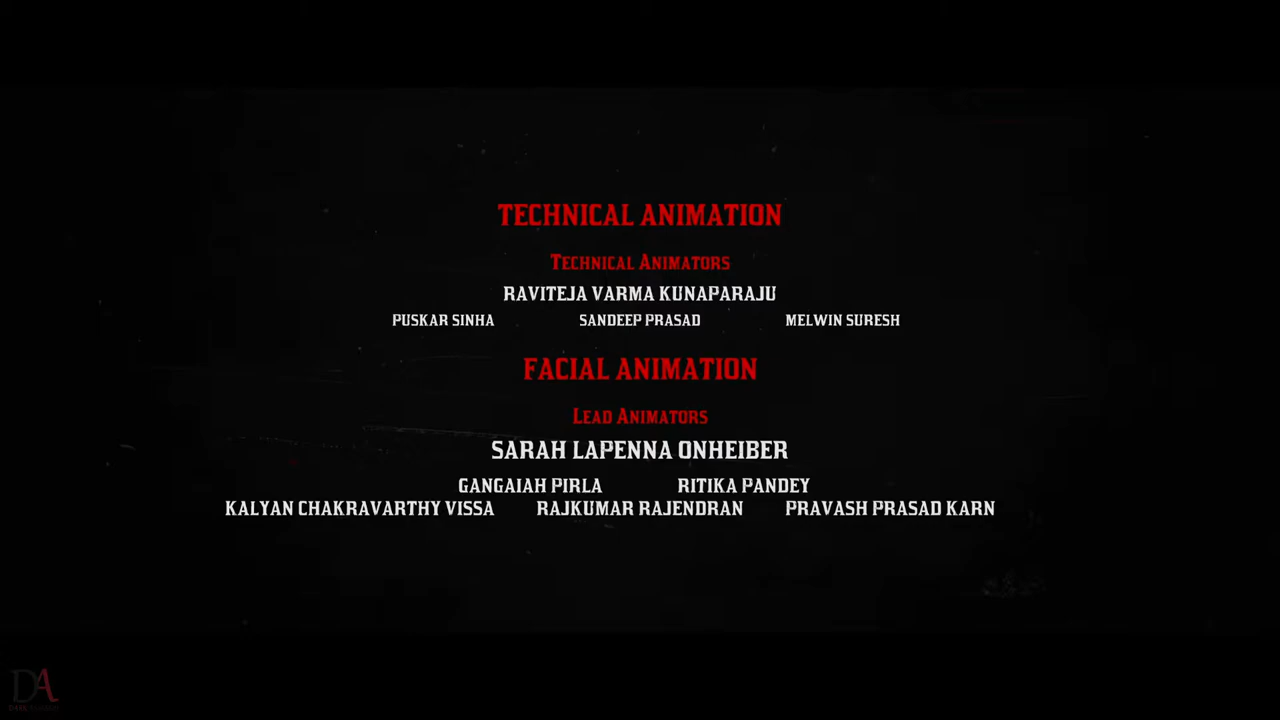 TECHNICAL ANIMATION
TECHNICAL ANIMATORS
RAVITEJA VARMA KUNAPARAJU
PUSKAR SINHA SANDEEP PRASAD MELWIN SURESH
FACIAL ANIMATION
LEAD ANIMATORS
SARAH LAPENNA ONHEIBER
GANGAIAH PIRLA RITIKA PANDEY
KALYAN CHAKRAVARTHY VISSA RAJKUMAR RAJENDRAN PRAVASH PRASAD KARN
DA